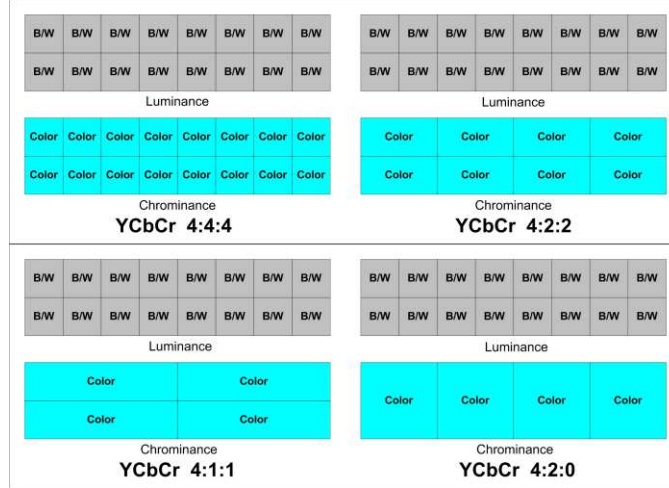 B/W B/W B/W B/W B/W B/W B/W B/W
B/W B/W B/W B/W B/W B/W B/W B/W
Luminance
Color Color Color Color Color Color Color Color
Color Color Color Color Color Color Color Color
Chrominance
YCbCr 4:4:4
B/W B/W B/W B/W B/W B/W B/W B/W
B/W B/W B/W B/W B/W B/W B/W B/W
Luminance
Color Color Color Color
Color Color Color Color
Chrominance
YCbCr 4:2:2
B/W B/W B/W B/W B/W B/W B/W B/W
B/W B/W B/W B/W B/W B/W B/W B/W
Luminance
Color Color
Color Color
Chrominance
YCbCr 4:1:1
B/W B/W B/W B/W B/W B/W B/W B/W
B/W B/W B/W B/W B/W B/W B/W B/W
Luminance
Color Color Color Color
Chrominance
YCbCr 4:2:0